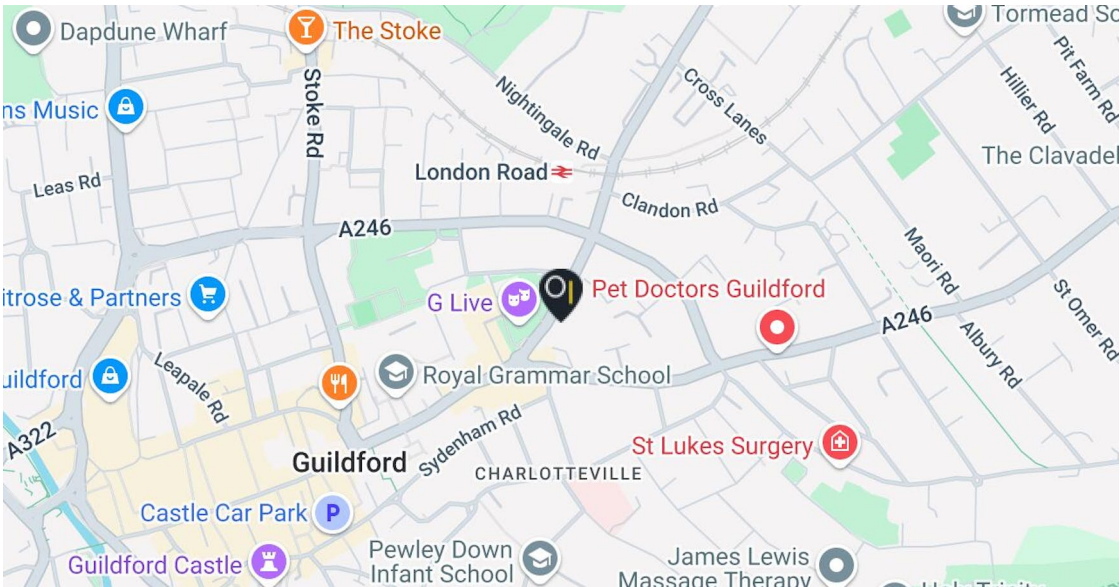 Dapdune Wharf
The Stoke
Tormead Sc
ns Music
Stoke Rd
Nightingale Rd
Cross Lanes
Hillier Rd
Pit Farm Rd
The Clavadel
Leas Rd
London Road
Clandon Rd
A246
Maori Rd
St Omer Rd
itrose & Partners
G Live
Pet Doctors Guildford
A246
Albury Rd
uildford
Leapale Rd
Royal Grammar School
A322
Sydenham Rd
Guildford
St Lukes Surgery
CHARLOTTEVILLE
Castle Car Park
P
Guildford Castle
Pewley Down
Infant School
James Lewis
Massage Therapy
Holy Trinit